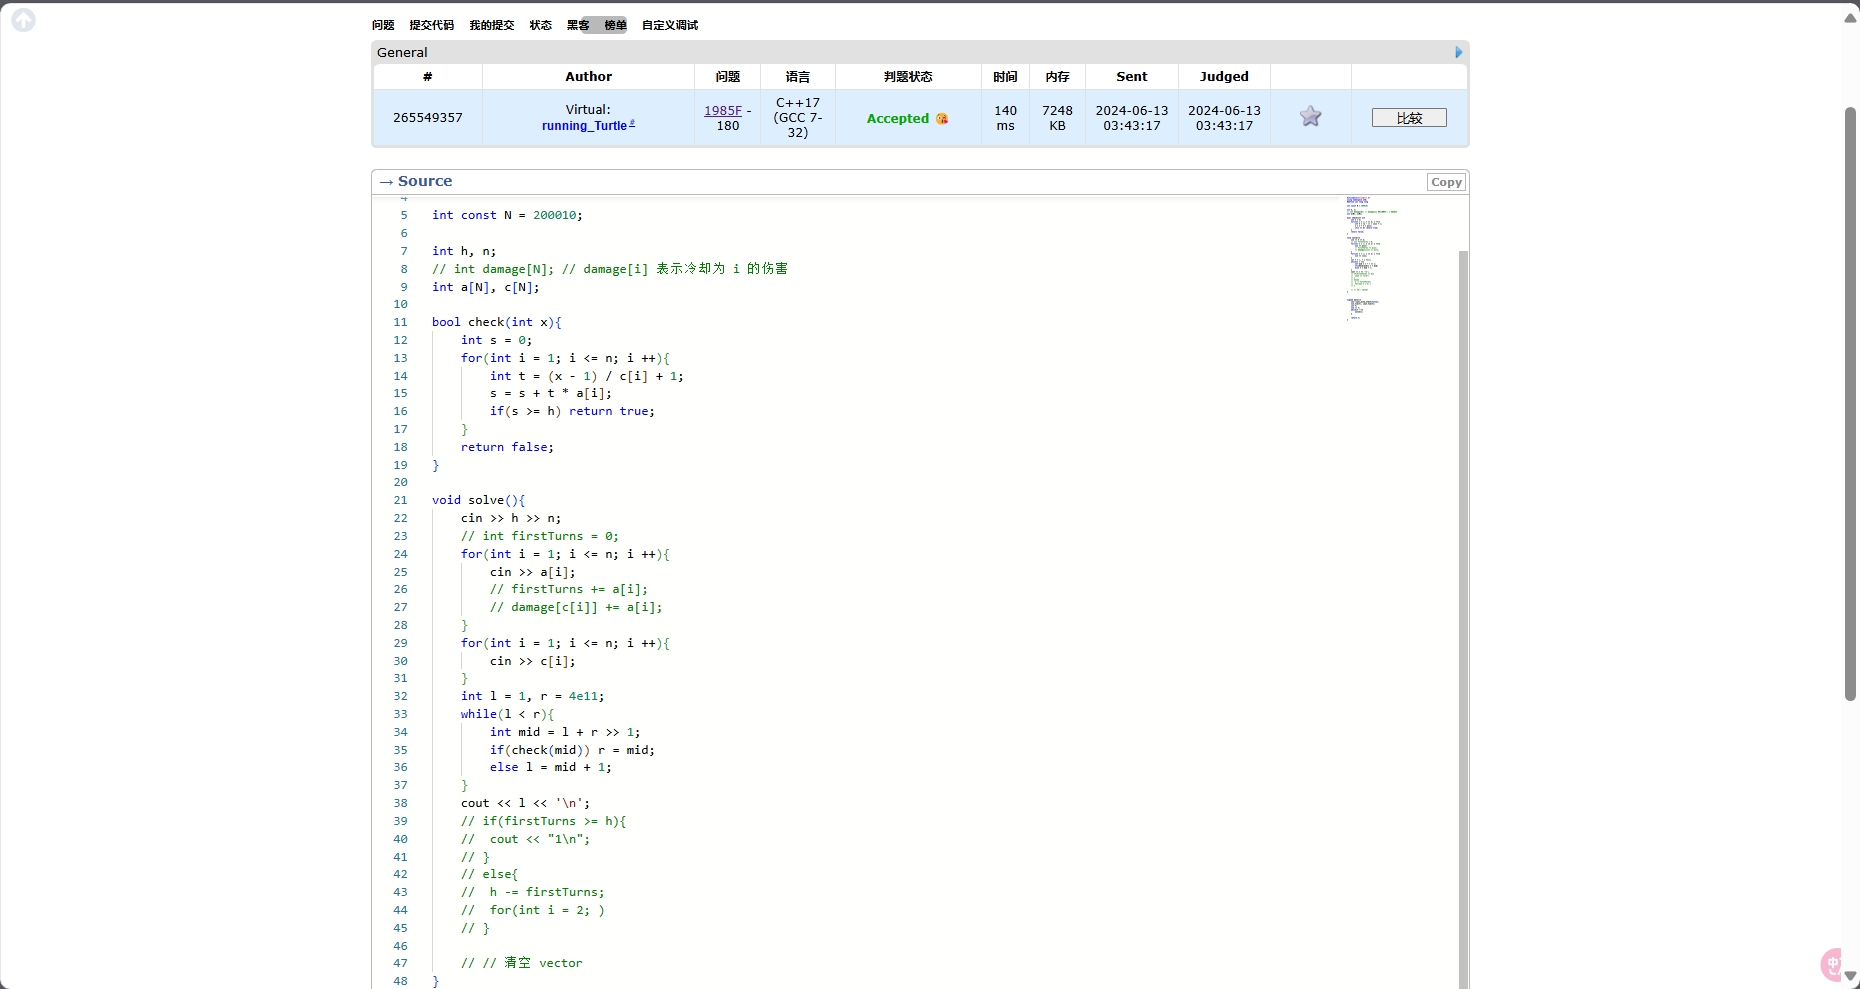 问题 提交代码 我的提交 状态 黑客 榜单 自定义调试
General
# Author 问题 语言 判题状态 时间 内存 Sent Judged
265549357 Virtual: running_Turtle# 1985F - 180 C++17 (GCC 7-32) Accepted 140 ms 7248 KB 2024-06-13 03:43:17 2024-06-13 03:43:17 比较
→ Source Copy
4
5 int const N = 200010;
6
7 int h, n;
8 // int damage[N]; // damage[i] 表示冷却为 i 的伤害
9 int a[N], c[N];
10
11 bool check(int x){
12 int s = 0;
13 for(int i = 1; i <= n; i ++){
14 int t = (x - 1) / c[i] + 1;
15 s = s + t * a[i];
16 if(s >= h) return true;
17 }
18 return false;
19 }
20
21 void solve(){
22 cin >> h >> n;
23 // int firstTurns = 0;
24 for(int i = 1; i <= n; i ++){
25 cin >> a[i];
26 // firstTurns += a[i];
27 // damage[c[i]] += a[i];
28 }
29 for(int i = 1; i <= n; i ++){
30 cin >> c[i];
31 }
32 int l = 1, r = 4e11;
33 while(l < r){
34 int mid = l + r >> 1;
35 if(check(mid)) r = mid;
36 else l = mid + 1;
37 }
38 cout << l << '\n';
39 // if(firstTurns >= h){
40 // cout << "1\n";
41 // }
42 // else{
43 // h -= firstTurns;
44 // for(int i = 2; )
45 // }
46
47 // // 清空 vector
48 }